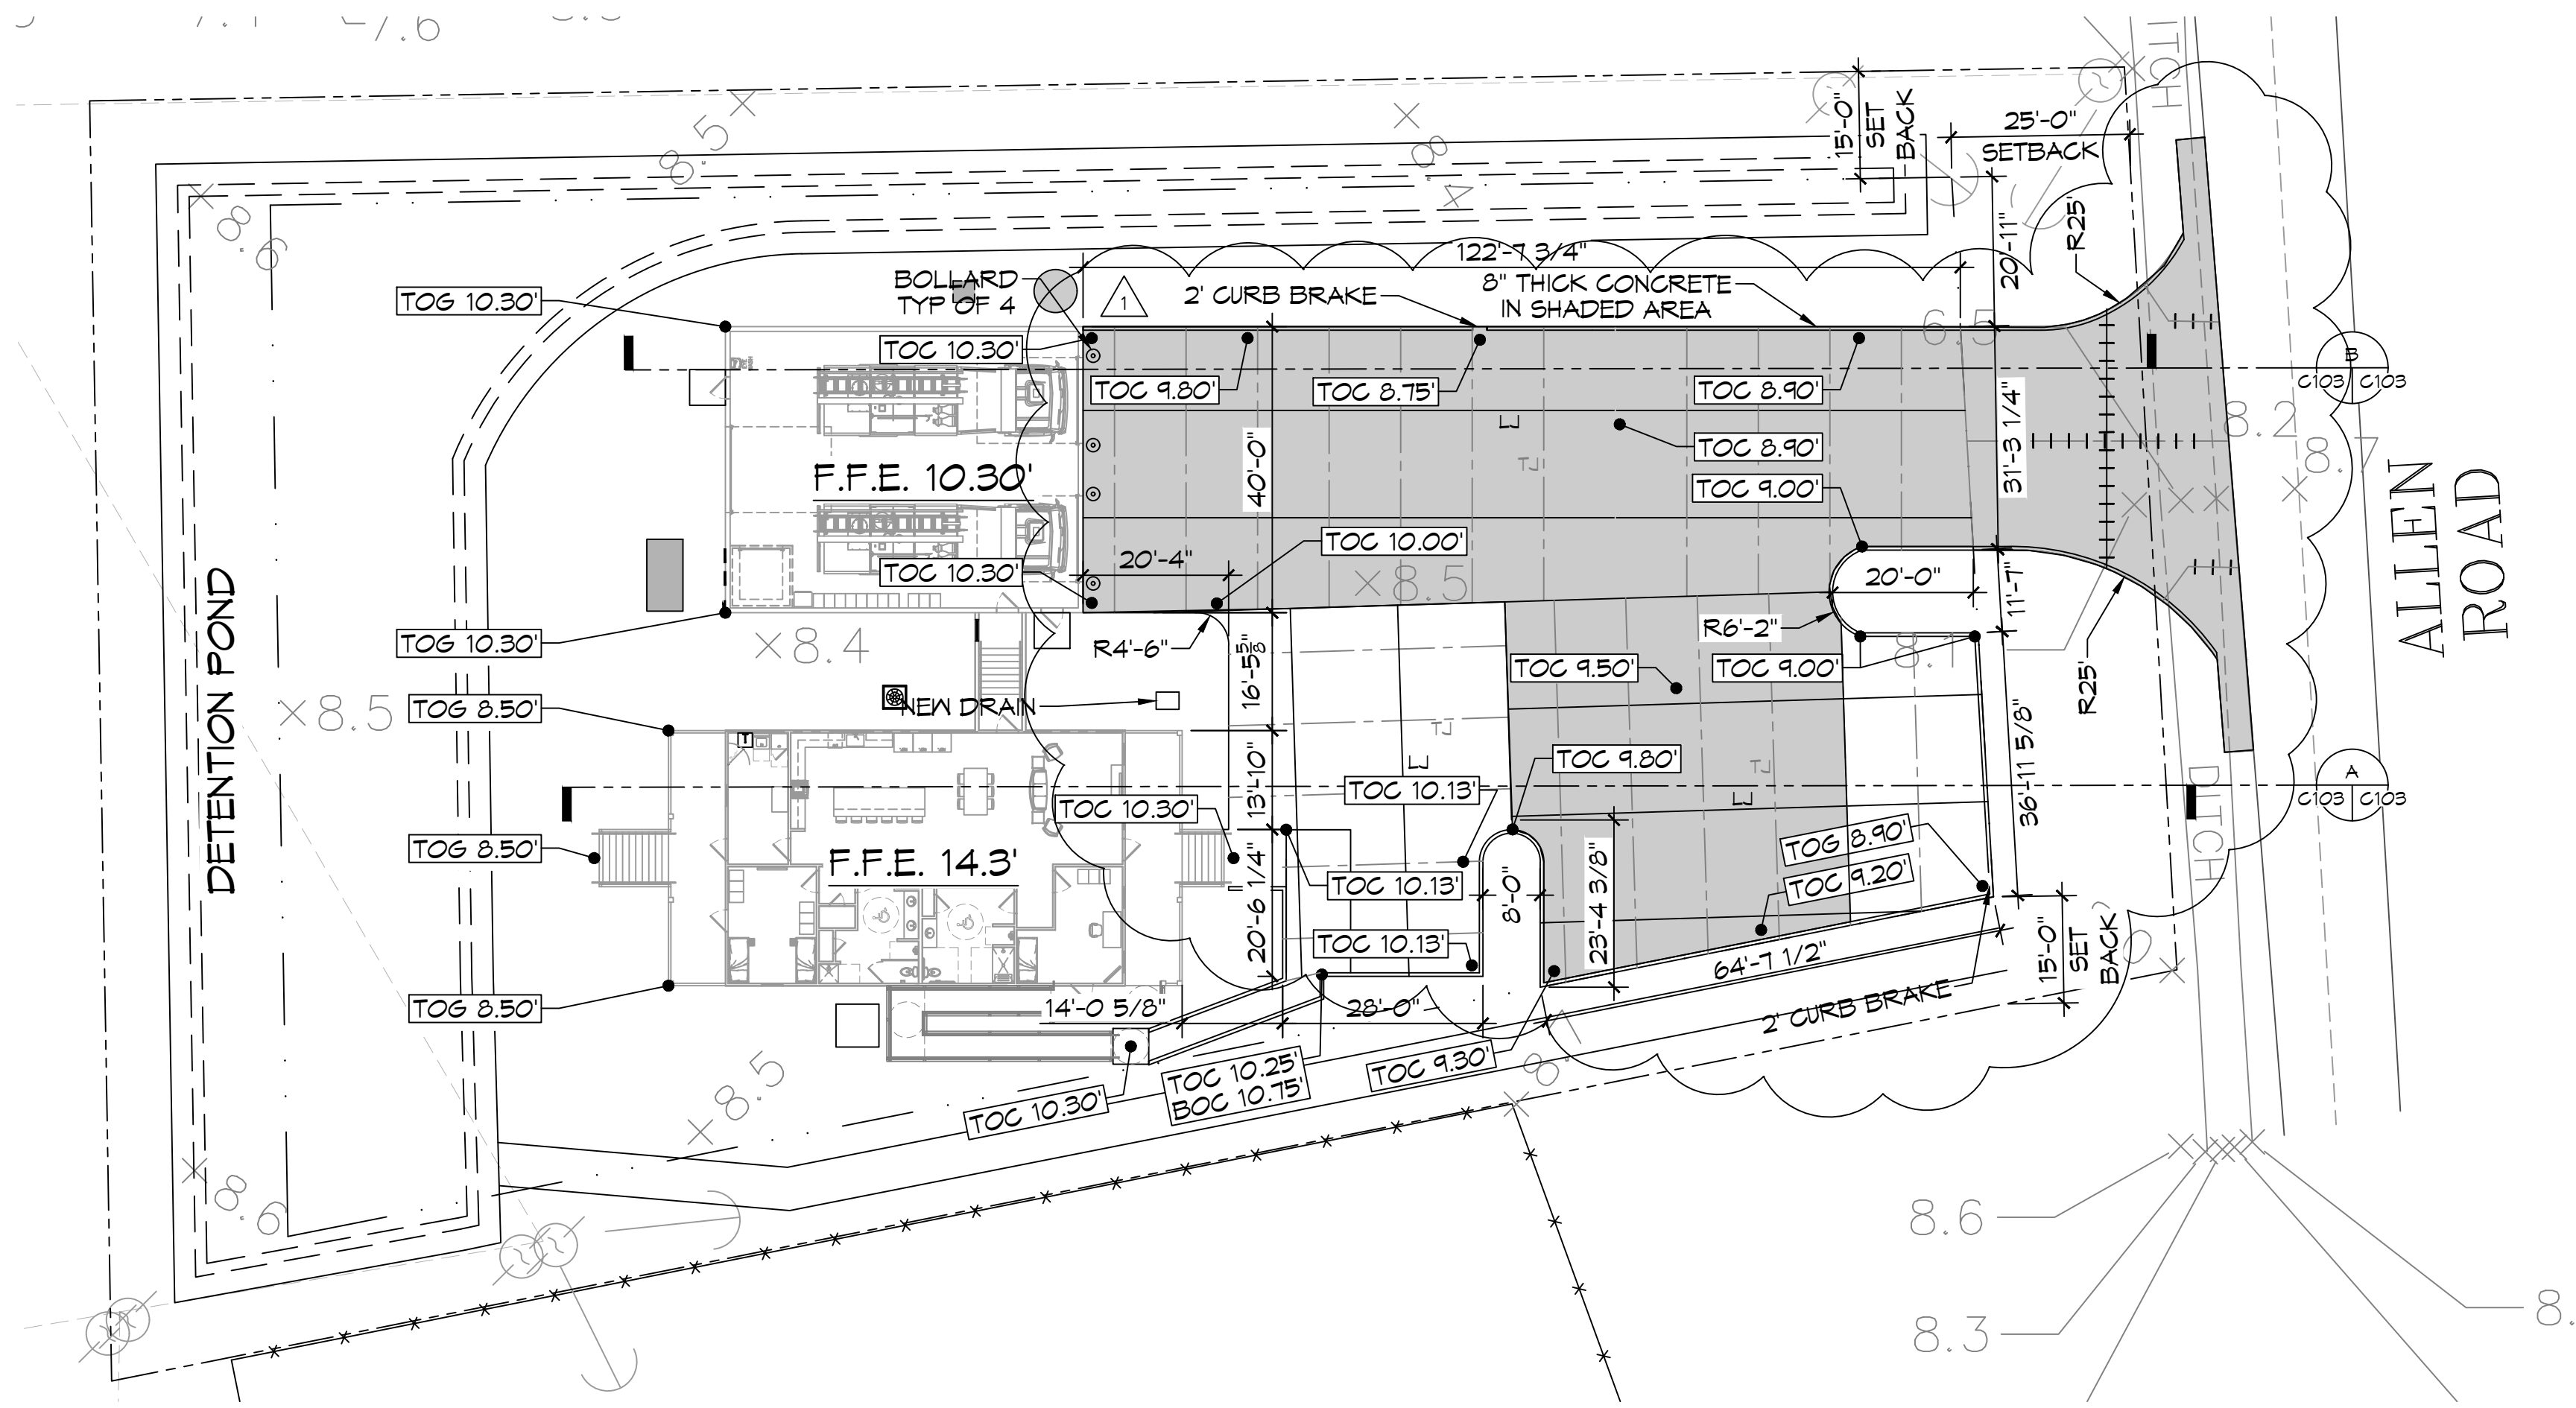 15'-0"
SET
BACK
25'-0"
SETBACK
DITCH
8.5
8.4
8.6
122'-7 3/4"
20'-11"
R25'
BOLLARD
TYP OF 4
1
2' CURB BRAKE
8" THICK CONCRETE
IN SHADED AREA
6.5
TOG 10.30'
TOC 10.30'
TOC 9.80'
TOC 8.75'
TOC 8.90'
B
C103 C103
8.2
8.7
TOC 8.90'
F.F.E. 10.30'
40'-0"
31'-3 1/4"
TOC 9.00'
ALLEN
ROAD
TOC 10.00'
20'-4"
TOC 10.30'
×8.5
20'-0"
11'-7"
TOG 10.30'
×8.4
R4'-6"
16'-5 5/8"
R6'-2"
TOC 9.50'
TOC 9.00'
8.1
R25'
DETENTION POND
×8.5
TOG 8.50'
NEW DRAIN
TJ
TJ
TJ
36'-11 5/8"
TOC 9.80'
T
13'-10"
TOC 10.13'
TOC 10.30'
A
C103 C103
DITCH
TOG 8.50'
F.F.E. 14.3'
20'-6 1/4"
TOC 10.13'
8'-0"
23'-4 3/8"
TOG 8.90'
TOC 9.20'
TOC 10.13'
64'-7 1/2"
15'-0"
SET
BACK
TOG 8.50'
14'-0 5/8"
28'-0"
2' CURB BRAKE
TOC 10.30'
TOC 10.25'
BOC 10.75'
TOC 9.30'
×8.5
8.6
8.6
8.3